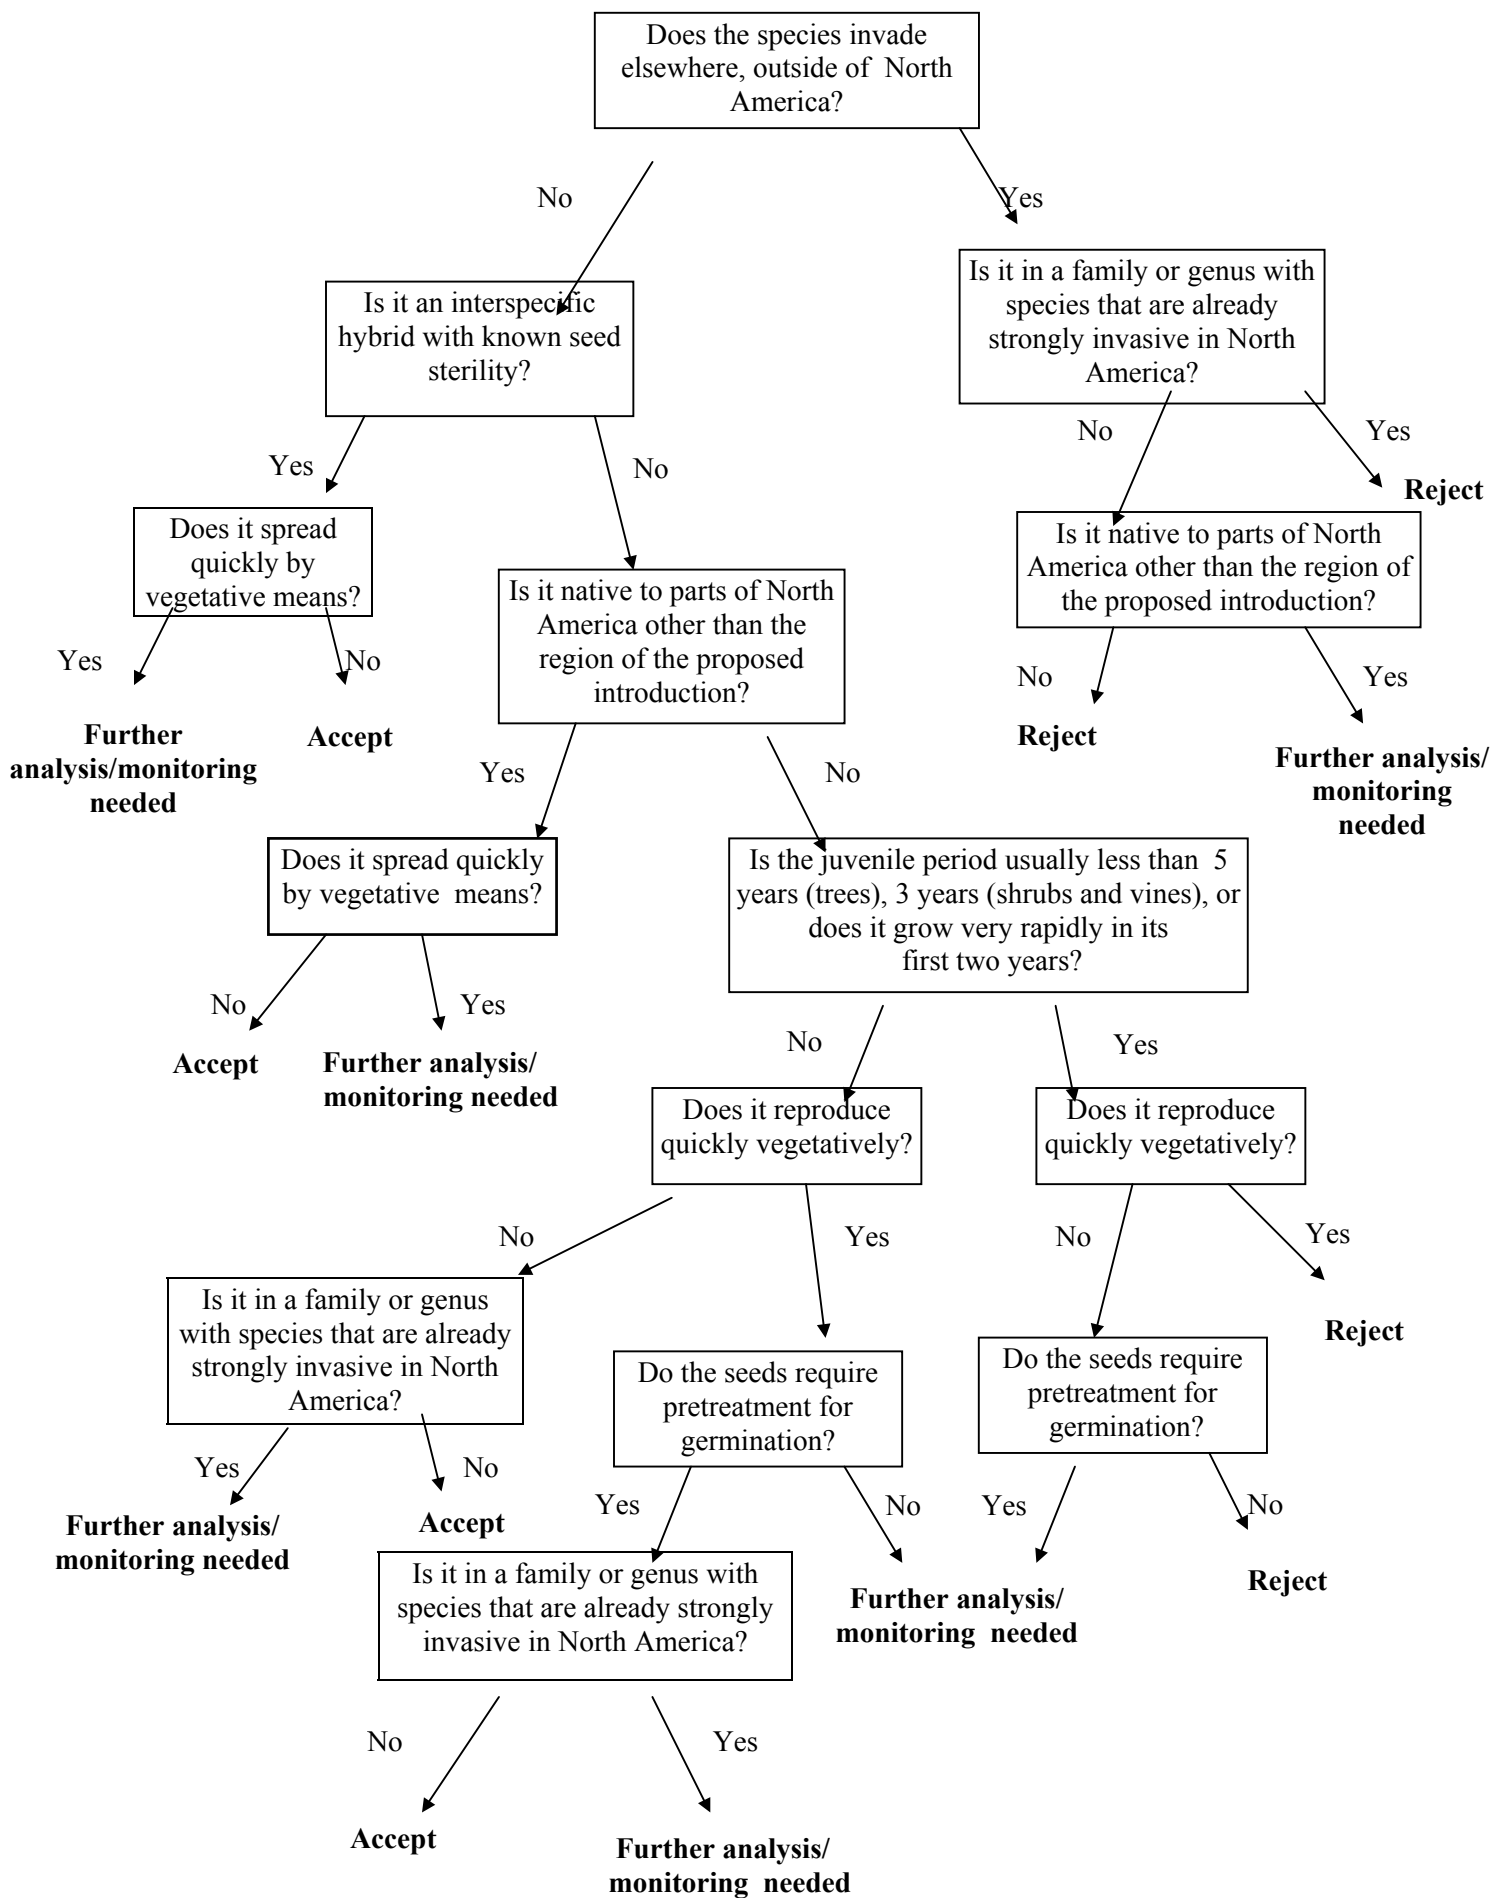 Does the species invade
elsewhere, outside of North
America?
No
Yes
Is it in a family or genus with
species that are already
strongly invasive in North
America?
Is it an interspecific
hybrid with known seed
sterility?
No
Yes
Yes
No
Reject
Does it spread
quickly by
vegetative means?
Is it native to parts of North
America other than the region of
the proposed introduction?
Is it native to parts of North
America other than the
region of the proposed
introduction?
Yes
No
No
Yes
Further
analysis/monitoring
needed
Accept
Reject
Further analysis/
monitoring
needed
Yes
No
Does it spread quickly
by vegetative means?
Is the juvenile period usually less than 5
years (trees), 3 years (shrubs and vines), or
does it grow very rapidly in its
first two years?
No
Yes
Accept
Further analysis/
monitoring needed
No
Yes
Does it reproduce
quickly vegetatively?
Does it reproduce
quickly vegetatively?
No
Yes
No
Yes
Is it in a family or genus
with species that are already
strongly invasive in North
America?
Reject
Do the seeds require
pretreatment for
germination?
Do the seeds require
pretreatment for
germination?
Yes
No
Further analysis/
monitoring needed
Accept
Yes
No
Yes
No
Is it in a family or genus with
species that are already strongly
invasive in North America?
Further analysis/
monitoring needed
Reject
No
Yes
Accept
Further analysis/
monitoring needed